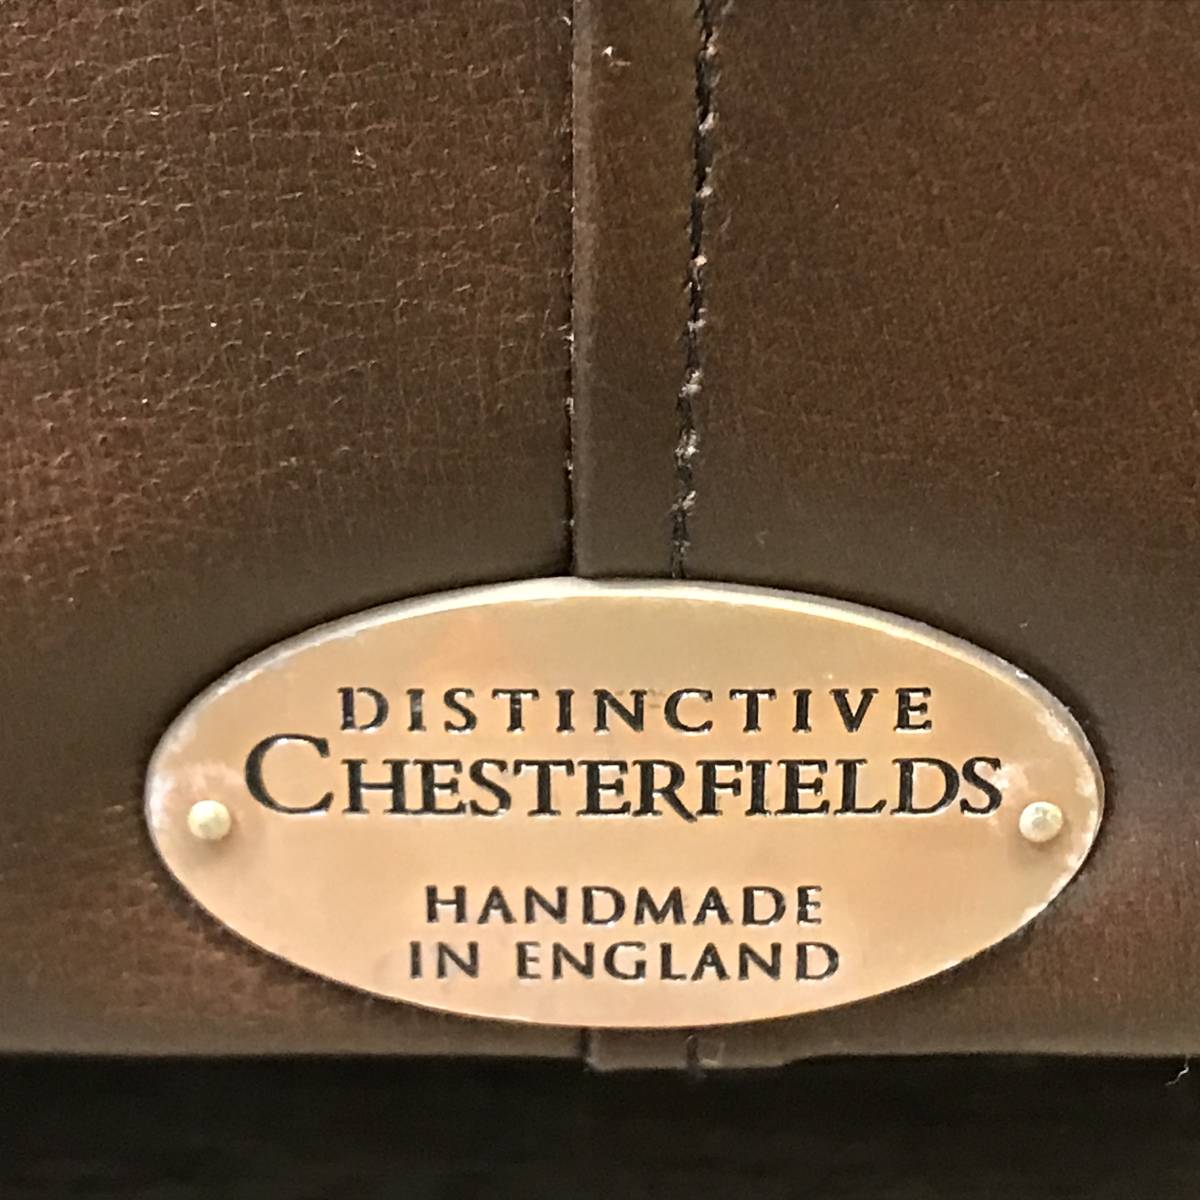 DISTINCTIVE
CHESTERFIELDS
HANDMADE
IN ENGLAND